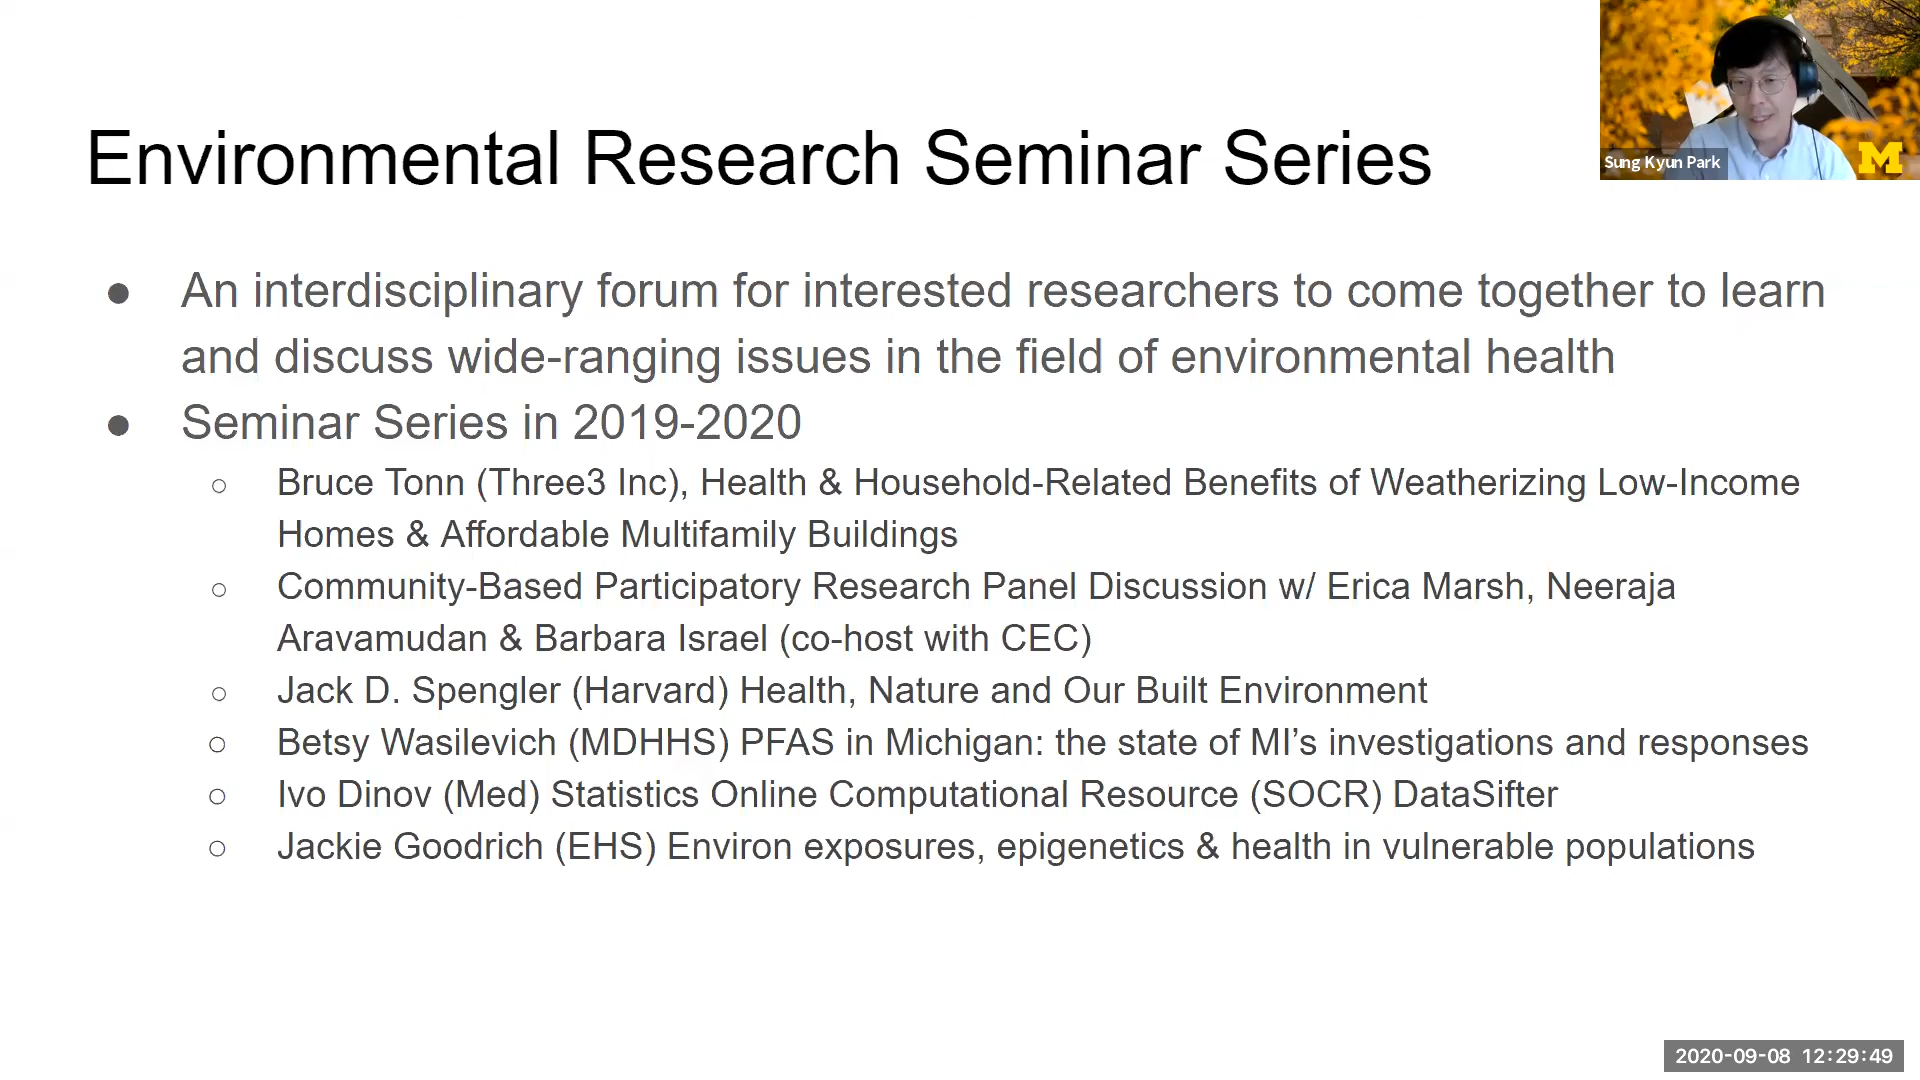 Environmental Research Seminar Series
Sung Kyun Park
M
● An interdisciplinary forum for interested researchers to come together to learn
and discuss wide-ranging issues in the field of environmental health
● Seminar Series in 2019-2020
○ Bruce Tonn (Three3 Inc), Health & Household-Related Benefits of Weatherizing Low-Income
Homes & Affordable Multifamily Buildings
○ Community-Based Participatory Research Panel Discussion w/ Erica Marsh, Neeraja
Aravamudan & Barbara Israel (co-host with CEC)
○ Jack D. Spengler (Harvard) Health, Nature and Our Built Environment
○ Betsy Wasilevich (MDHHS) PFAS in Michigan: the state of MI’s investigations and responses
○ Ivo Dinov (Med) Statistics Online Computational Resource (SOCR) DataSifter
○ Jackie Goodrich (EHS) Environ exposures, epigenetics & health in vulnerable populations
2020-09-08 12:29:49